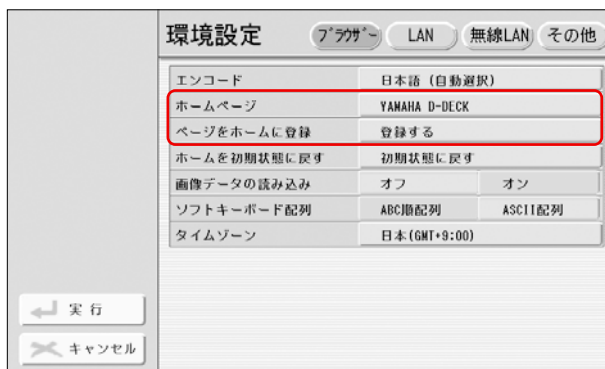 環境設定 ブラウザー LAN 無線LAN その他
エンコード 日本語（自動選択）
ホームページ YAMAHA D-DECK
ページをホームに登録 登録する
ホームを初期状態に戻す 初期状態に戻す
画像データの読み込み オフ オン
ソフトキーボード配列 ABC順配列 ASCII配列
タイムゾーン 日本(GMT+9:00)
実行
キャンセル